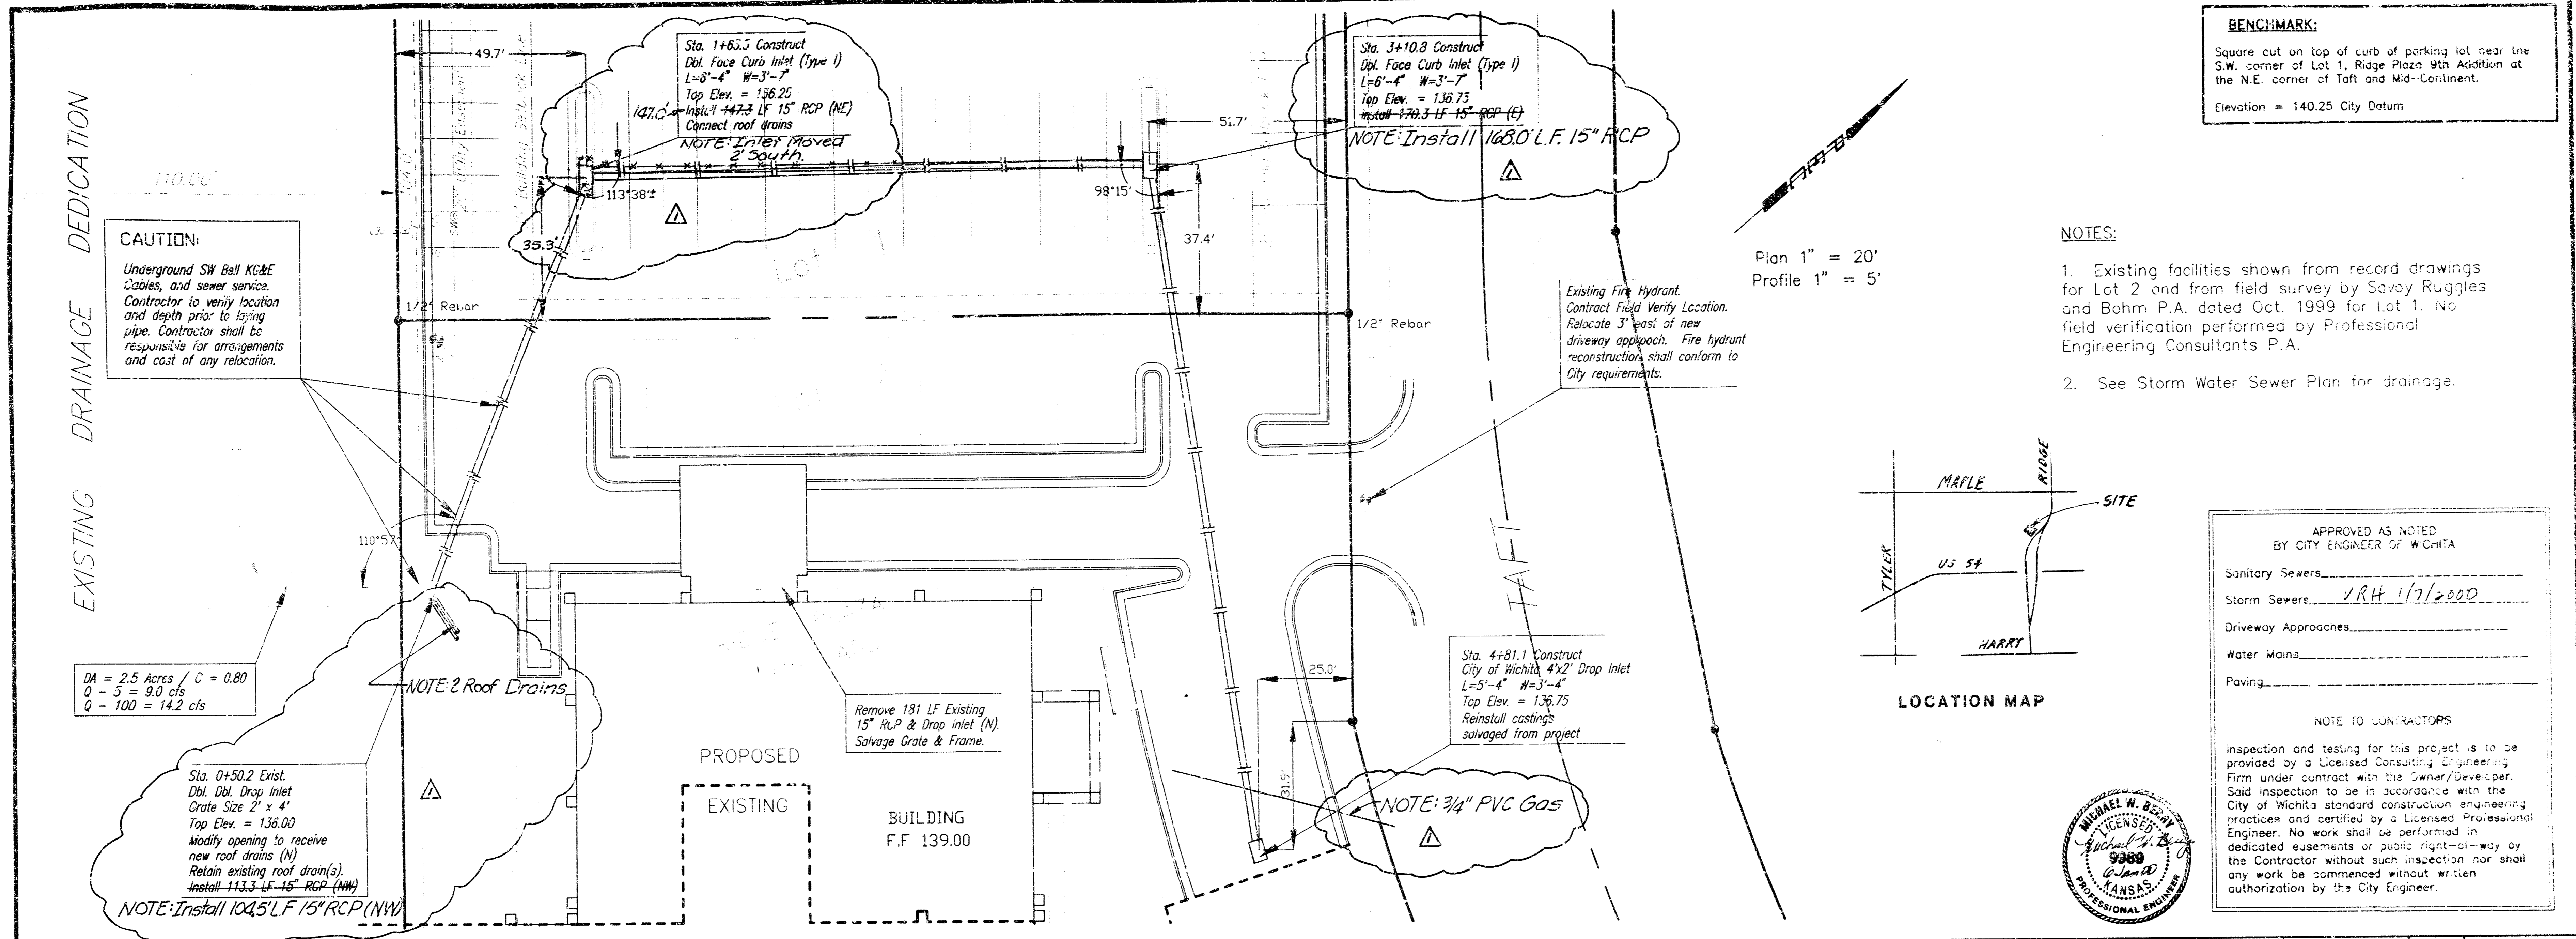 BENCHMARK:
Square cut on top of curb of parking lot near the
S.W. corner of Lot 1, Ridge Plaza 9th Addition at
the N.E. corner of Taft and Mid-Continent.
Elevation = 140.25 City Datum
49.7'
Sta. 1+63.5 Construct
Dbl. Face Curb Inlet (Type I)
L=6'-4" W=3'-7"
Top Elev. = 136.25
Install 147.3 LF 15" RCP (NE)
Connect roof drains
NOTE: Inlet Moved
2' South.
113°38'±
35.3'
Sta. 3+10.8 Construct
Dbl. Face Curb Inlet (Type I)
L=6'-4" W=3'-7"
Top Elev. = 136.75
Install 170.3 LF 15" RCP (E)
NOTE: Install 168.0' L.F. 15" RCP
51.7'
98°15'
37.4'
110.00'
EXISTING DRAINAGE DEDICATION
CAUTION:
Underground SW Bell KG&E
Cables, and sewer service.
Contractor to verify location
and depth prior to laying
pipe. Contractor shall be
responsible for arrangements
and cost of any relocation.
Lot 1
1/2" Rebar
1/2" Rebar
Plan 1" = 20'
Profile 1" = 5'
Existing Fire Hydrant.
Contract Field Verify Location.
Relocate 3' east of new
driveway approach. Fire hydrant
reconstruction shall conform to
City requirements.
NOTES:
1. Existing facilities shown from record drawings
for Lot 2 and from field survey by Savoy Ruggles
and Bohm P.A. dated Oct. 1999 for Lot 1. No
field verification performed by Professional
Engineering Consultants P.A.
2. See Storm Water Sewer Plan for drainage.
MAPLE
RIDGE
SITE
TYLER
US 54
HARRY
LOCATION MAP
110°57'
DA = 2.5 Acres / C = 0.80
Q - 5 = 9.0 cfs
Q - 100 = 14.2 cfs
NOTE: 2 Roof Drains
Sta. 0+50.2 Exist.
Dbl. Dbl. Drop Inlet
Grate Size 2' x 4'
Top Elev. = 136.00
Modify opening to receive
new roof drains (N)
Retain existing roof drain(s).
Install 113.3 LF 15" RCP (NW)
NOTE: Install 104.5' L.F 15" RCP (NW)
Remove 181 LF Existing
15" RCP & Drop inlet (N).
Salvage Grate & Frame.
PROPOSED
EXISTING
BUILDING
F.F 139.00
TAFT
Sta. 4+81.1 Construct
City of Wichita 4'x2' Drop Inlet
L=5'-4" W=3'-4"
Top Elev. = 136.75
Reinstall castings
salvaged from project
25.0'
31.9'
NOTE: 3/4" PVC Gas
APPROVED AS NOTED
BY CITY ENGINEER OF WICHITA
Sanitary Sewers
Storm Sewers VRH 1/7/2000
Driveway Approaches
Water Mains
Paving
NOTE TO CONTRACTORS
Inspection and testing for this project is to be
provided by a Licensed Consulting Engineering
Firm under contract with the Owner/Developer.
Said Inspection to be in accordance with the
City of Wichita standard construction engineering
practices and certified by a Licensed Professional
Engineer. No work shall be performed in
dedicated easements or public right-of-way by
the Contractor without such inspection nor shall
any work be commenced without written
authorization by the City Engineer.
MICHAEL W. BERRY
LICENSED
9989
6 Jan 00
KANSAS
PROFESSIONAL ENGINEER